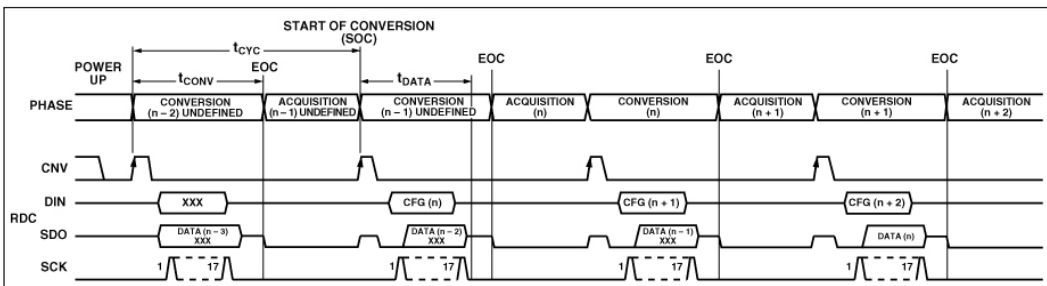 START OF CONVERSION
(SOC)
tCYC
POWER
UP
tCONV
EOC
tDATA
EOC
EOC
EOC
PHASE
CONVERSION
(n – 2) UNDEFINED
ACQUISITION
(n – 1) UNDEFINED
CONVERSION
(n – 1) UNDEFINED
ACQUISITION
(n)
CONVERSION
(n)
ACQUISITION
(n + 1)
CONVERSION
(n + 1)
ACQUISITION
(n + 2)
CNV
RDC
DIN
XXX
CFG (n)
CFG (n + 1)
CFG (n + 2)
SDO
DATA (n – 3)
XXX
DATA (n – 2)
XXX
DATA (n – 1)
XXX
DATA (n)
SCK
1 17
1 17
1 17
1 17